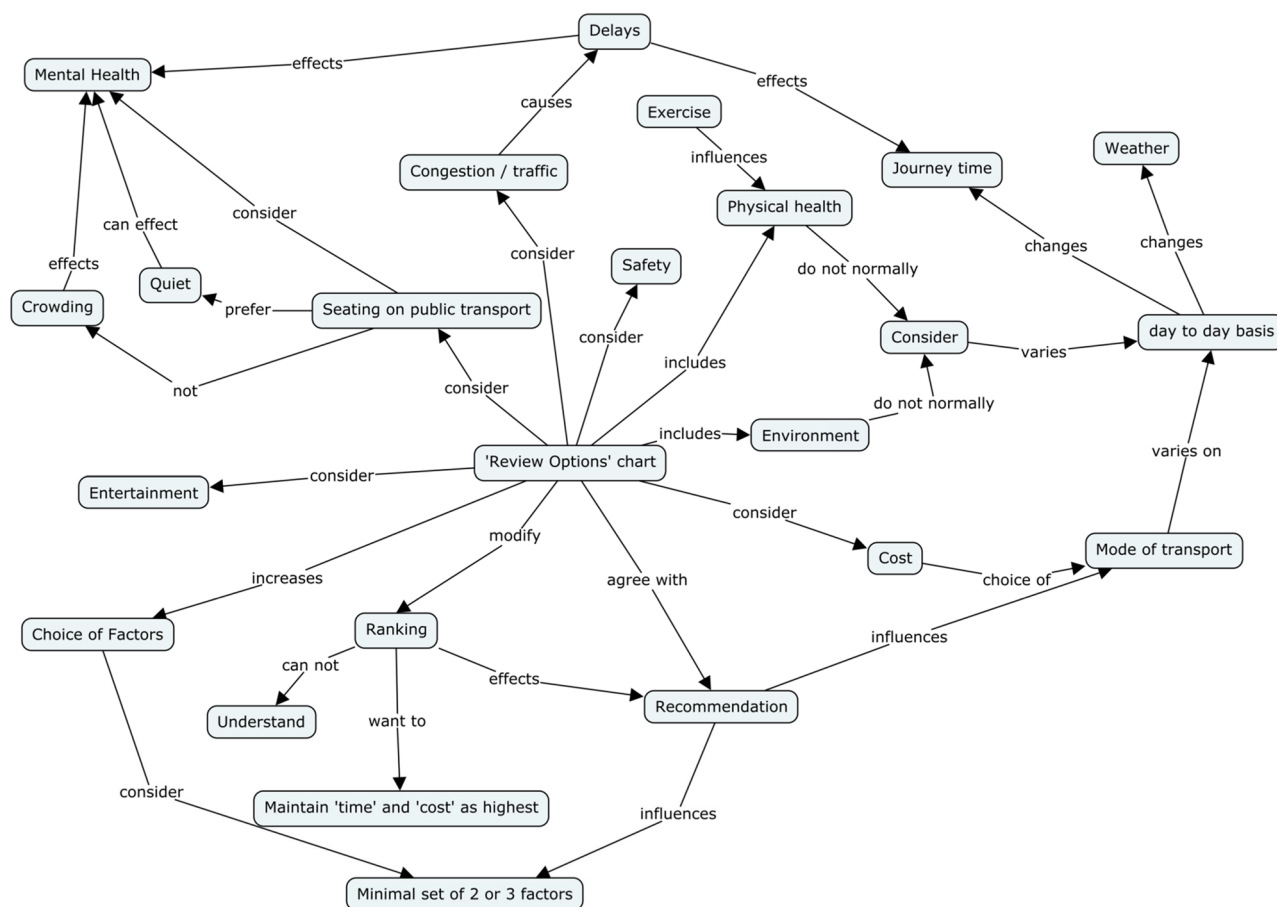 Delays
effects
Mental Health
effects
causes
Exercise
Weather
influences
Congestion / traffic
Journey time
Physical health
consider
can effect
consider
changes
changes
effects
Safety
do not normally
Quiet
Crowding
prefer
Seating on public transport
consider
Consider
varies
day to day basis
includes
not
consider
do not normally
includes
Environment
varies on
'Review Options' chart
consider
Entertainment
consider
modify
Cost
Mode of transport
increases
agree with
choice of
Choice of Factors
Ranking
influences
can not
effects
Understand
want to
Recommendation
consider
Maintain 'time' and 'cost' as highest
influences
Minimal set of 2 or 3 factors